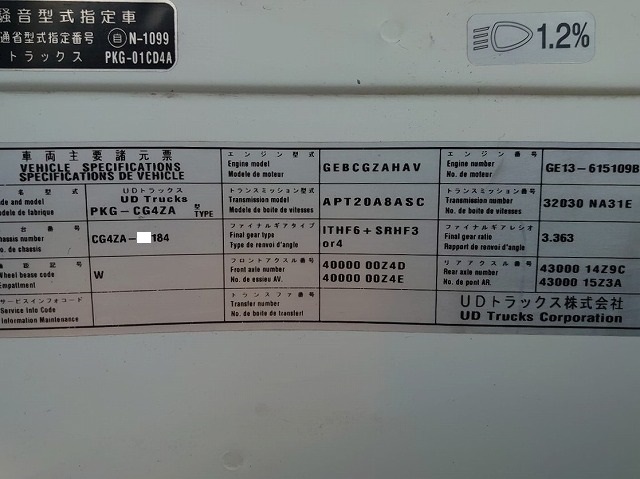 騒音型式指定車
通省型式指定番号 自 N-1099
トラックス PKG-01CD4A
1.2%
車両主要諸元票
VEHICLE SPECIFICATIONS
SPECIFICATIONS DE VEHICLE
名 型式
UDトラックス
UD Trucks
Modele de fabrique
PKG-CG4ZA 型 TYPE
台番号
Chassis number
No. de chassis
CG4ZA- 184
記号
Wheel base code
Empattment
W
サービスインフォコード
Service Info Code
Information Maintenance
エンジン型式
Engine model
Modele de moteur
GEBCGZAHAV
トランスミッション型式
Transmission model
Modele de boite de vitesses
APT20A8ASC
ファイナルギアタイプ
Final gear type
Type de renvoi d'angle
ITHF6+SRHF3
or4
フロントアクスル番号
Front axle number
No. de essieu AV.
40000 00Z4D
40000 00Z4E
トランスファ番号
Transfer number
No. de boite de transferl
エンジン番号
Engine number
No. de moteur
GE13-615109B
トランスミッション番号
Transmission number
No. de boite de vitesses
32030 NA31E
ファイナルギアレシオ
Final gear ratio
Rapport de renvoi d'angle
3.363
リアアクスル番号
Rear axle number
No. de pont AR.
43000 14Z9C
43000 15Z3A
UDトラックス株式会社
UD Trucks Corporation